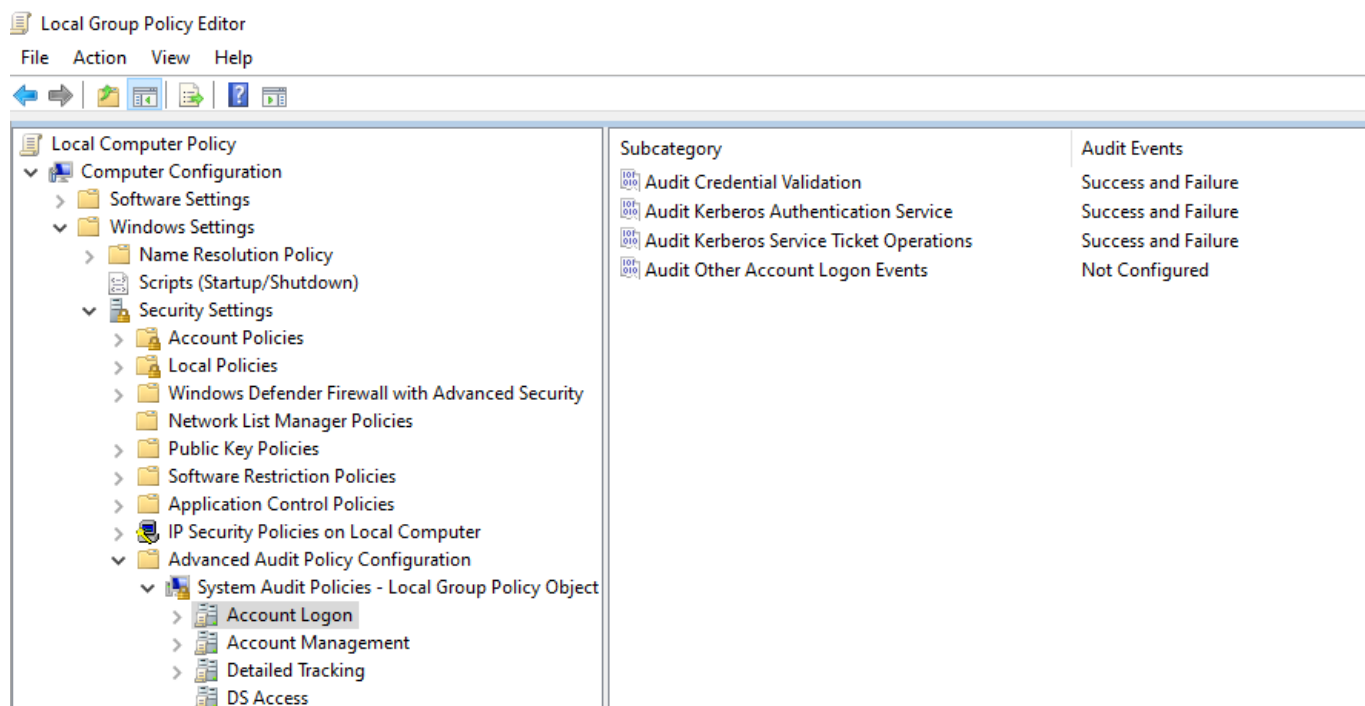 Local Group Policy Editor
File Action View Help
Local Computer Policy
Computer Configuration
Software Settings
Windows Settings
Name Resolution Policy
Scripts (Startup/Shutdown)
Security Settings
Account Policies
Local Policies
Windows Defender Firewall with Advanced Security
Network List Manager Policies
Public Key Policies
Software Restriction Policies
Application Control Policies
IP Security Policies on Local Computer
Advanced Audit Policy Configuration
System Audit Policies - Local Group Policy Object
Account Logon
Account Management
Detailed Tracking
DS Access
Subcategory Audit Events
Audit Credential Validation Success and Failure
Audit Kerberos Authentication Service Success and Failure
Audit Kerberos Service Ticket Operations Success and Failure
Audit Other Account Logon Events Not Configured